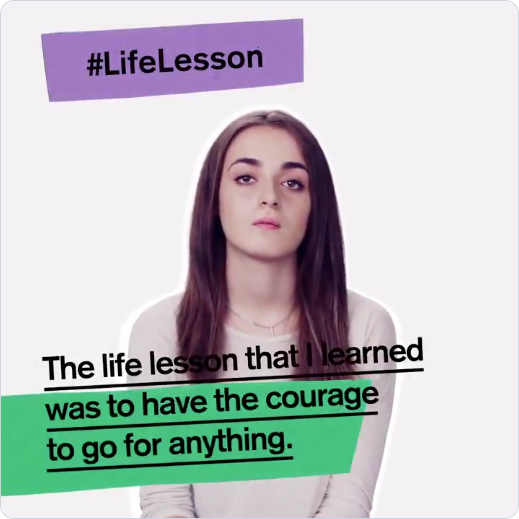 #LifeLesson
The life lesson that I learned
was to have the courage
to go for anything.